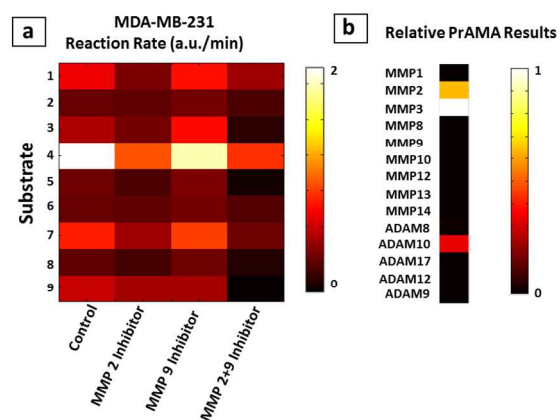 a
MDA-MB-231
Reaction Rate (a.u./min)
Substrate
1
2
3
4
5
6
7
8
9
Control
MMP 2 Inhibitor
MMP 9 Inhibitor
MMP 2+9 Inhibitor
2
0
b
Relative PrAMA Results
MMP1
MMP2
MMP3
MMP8
MMP9
MMP10
MMP12
MMP13
MMP14
ADAM8
ADAM10
ADAM17
ADAM12
ADAM9
1
0